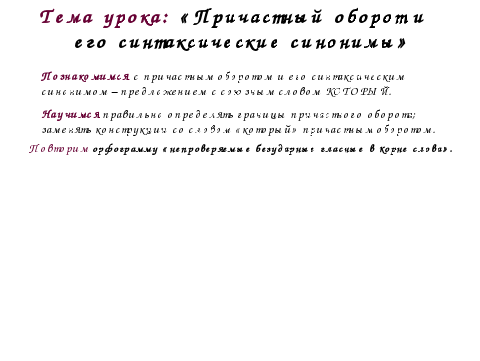 Тема урока: «Причастный оборот и
его синтаксические синонимы»
Познакомимся с причастным оборотом и его синтаксическим
синонимом – предложением с союзным словом КОТОРЫЙ.
Научимся правильно определять границы причастного оборота;
заменять конструкции со словом «который» причастным оборотом.
Повторим орфограмму «непроверяемые безударные гласные в корне слова».